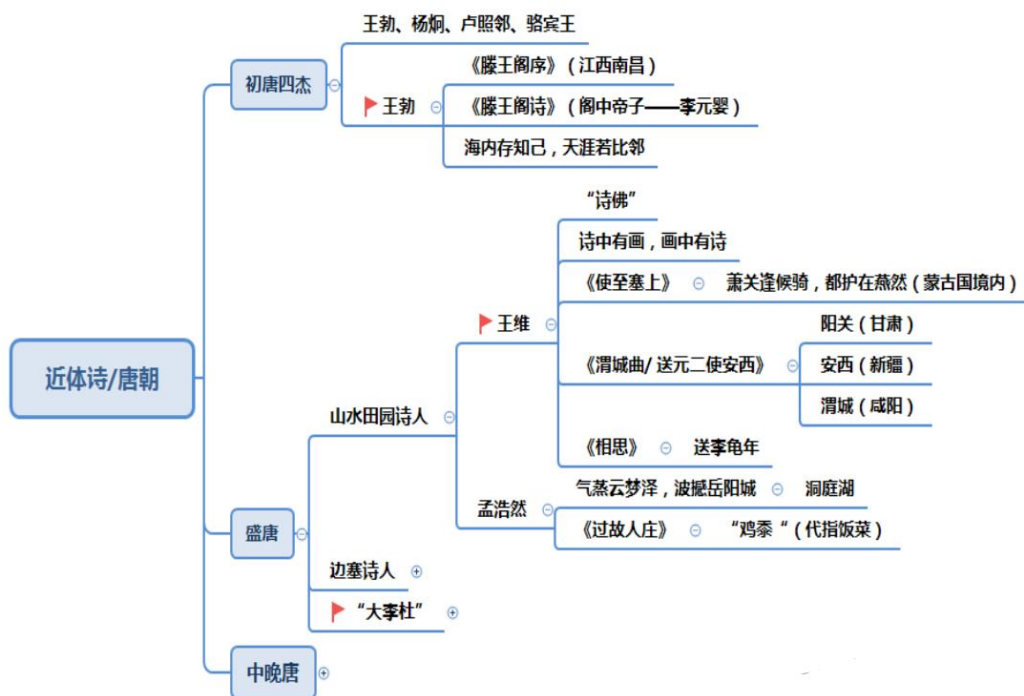 近体诗/唐朝
初唐四杰
王勃、杨炯、卢照邻、骆宾王
王勃
《滕王阁序》（江西南昌）
《滕王阁诗》（阁中帝子——李元婴）
海内存知己，天涯若比邻
盛唐
山水田园诗人
王维
“诗佛”
诗中有画，画中有诗
《使至塞上》 萧关逢候骑，都护在燕然（蒙古国境内）
《渭城曲/ 送元二使安西》
阳关（甘肃）
安西（新疆）
渭城（咸阳）
《相思》 送李龟年
孟浩然
气蒸云梦泽，波撼岳阳城 洞庭湖
《过故人庄》 “鸡黍“（代指饭菜）
边塞诗人
“大李杜”
中晚唐